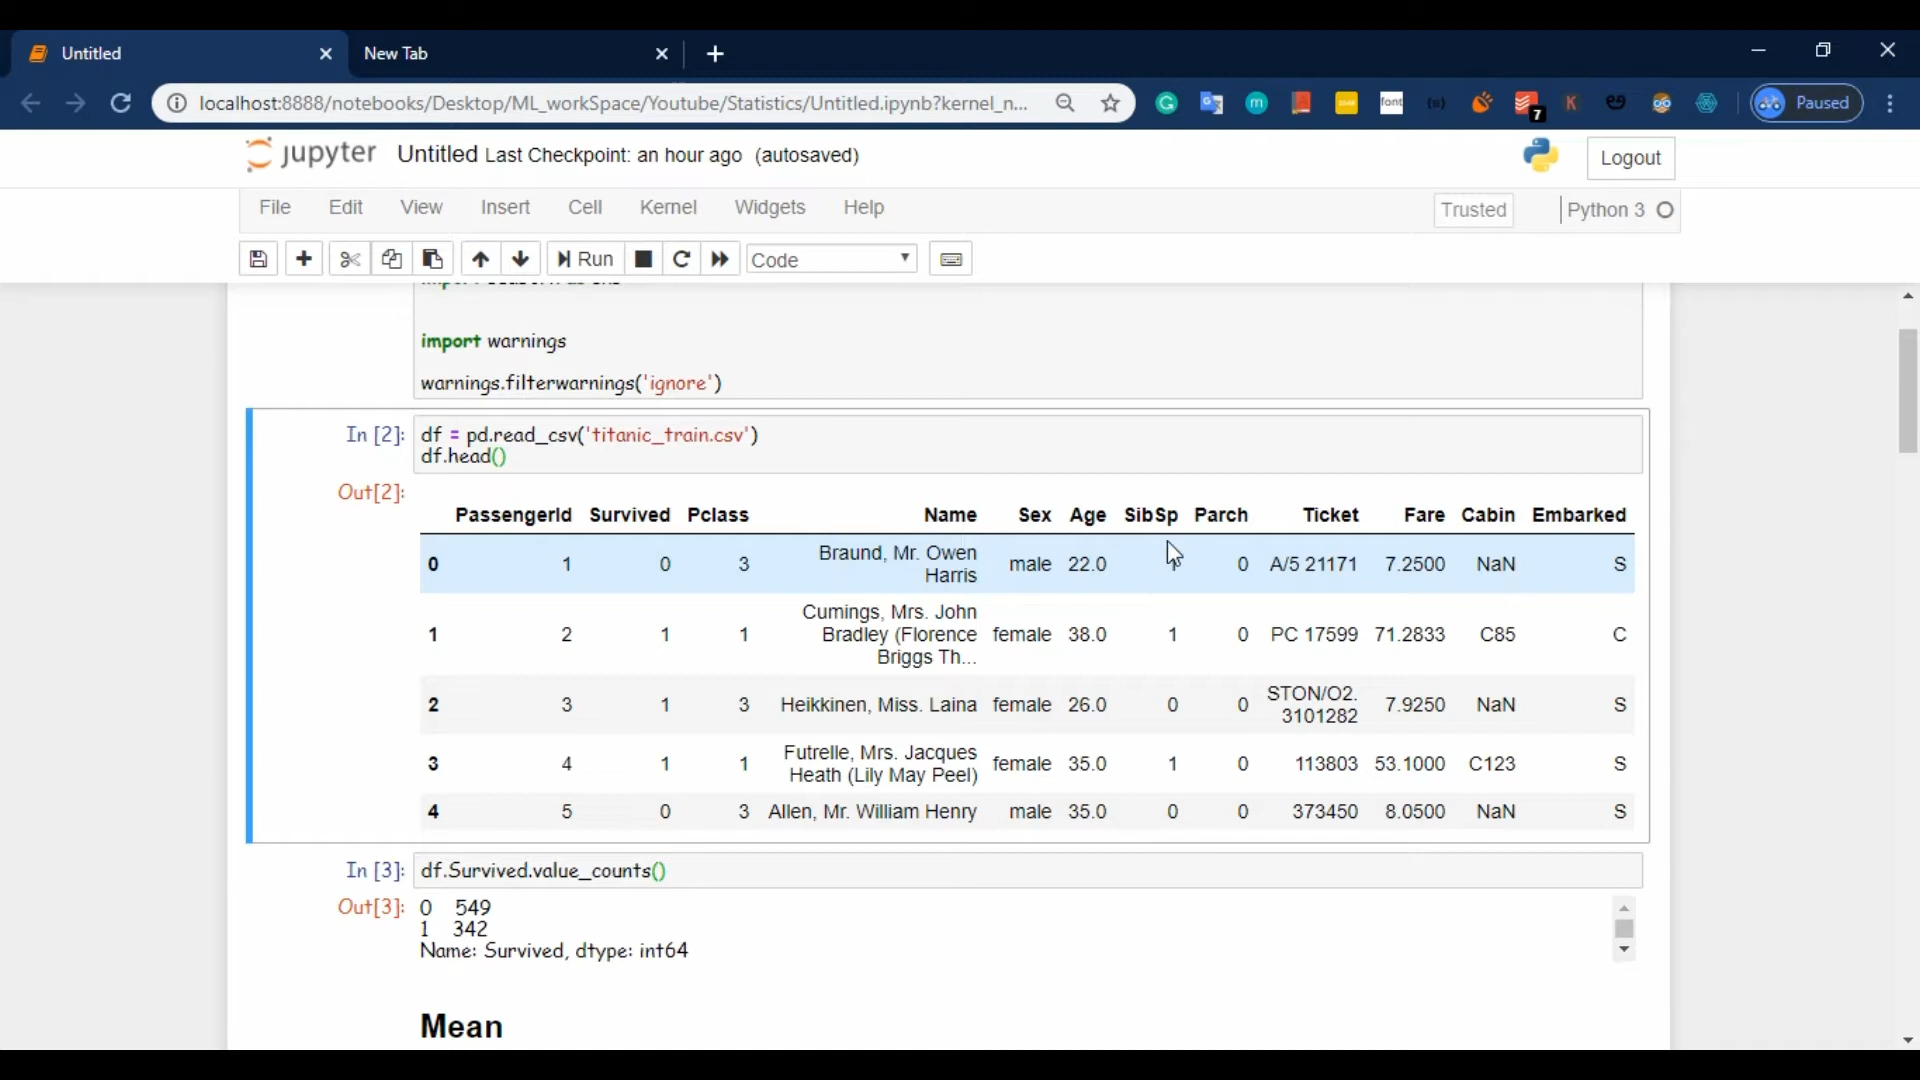 Untitled
New Tab
localhost:8888/notebooks/Desktop/ML_workSpace/Youtube/Statistics/Untitled.ipynb?kernel_n...
7
Paused
jupyter Untitled Last Checkpoint: an hour ago (autosaved)
Logout
File Edit View Insert Cell Kernel Widgets Help
Trusted
Python 3
Run
Code
import warnings
warnings.filterwarnings('ignore')
In [2]: df = pd.read_csv('titanic_train.csv')
df.head()
Out[2]:
PassengerId Survived Pclass Name Sex Age SibSp Parch Ticket Fare Cabin Embarked
0 1 0 3 Braund, Mr. Owen Harris male 22.0 1 0 A/5 21171 7.2500 NaN S
1 2 1 1 Cumings, Mrs. John Bradley (Florence Briggs Th... female 38.0 1 0 PC 17599 71.2833 C85 C
2 3 1 3 Heikkinen, Miss. Laina female 26.0 0 0 STON/O2. 3101282 7.9250 NaN S
3 4 1 1 Futrelle, Mrs. Jacques Heath (Lily May Peel) female 35.0 1 0 113803 53.1000 C123 S
4 5 0 3 Allen, Mr. William Henry male 35.0 0 0 373450 8.0500 NaN S
In [3]: df.Survived.value_counts()
Out[3]: 0 549
1 342
Name: Survived, dtype: int64
Mean